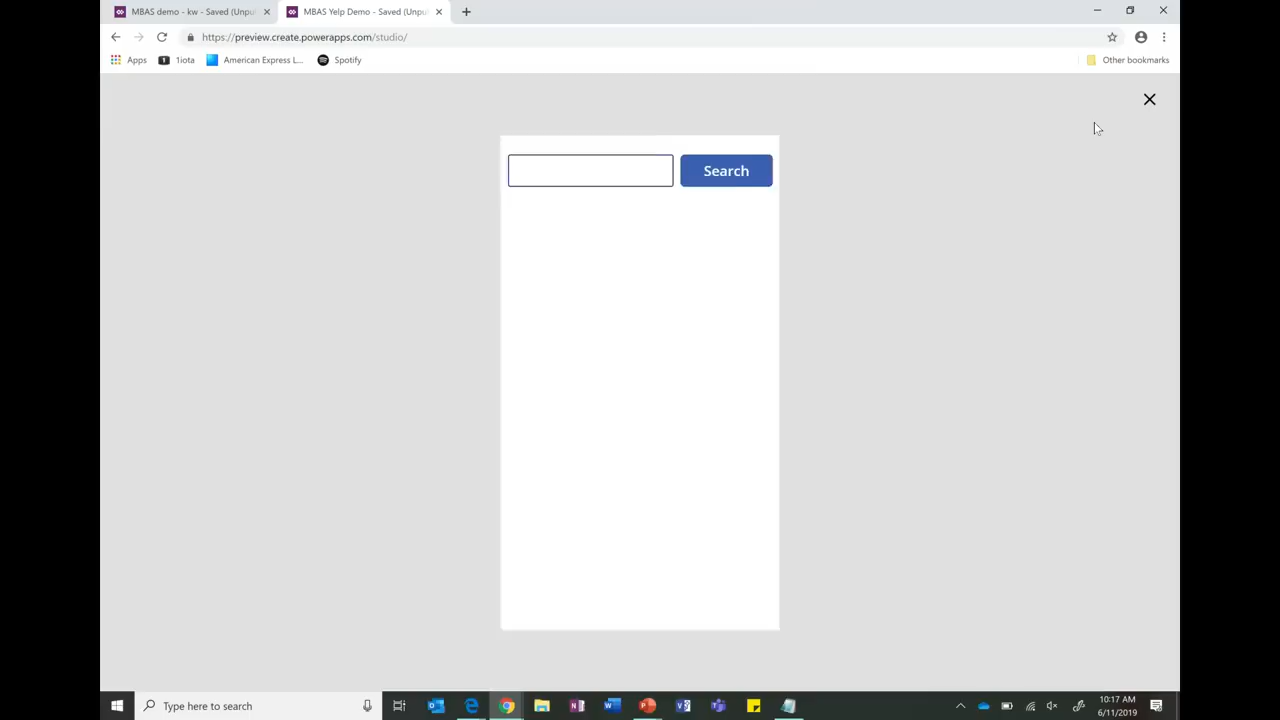 MBAS demo - kw - Saved (Unpu
MBAS Yelp Demo - Saved (Unpu
https://preview.create.powerapps.com/studio/
Apps
1iota
American Express L...
Spotify
Other bookmarks
Search
Type here to search
10:17 AM
6/11/2019